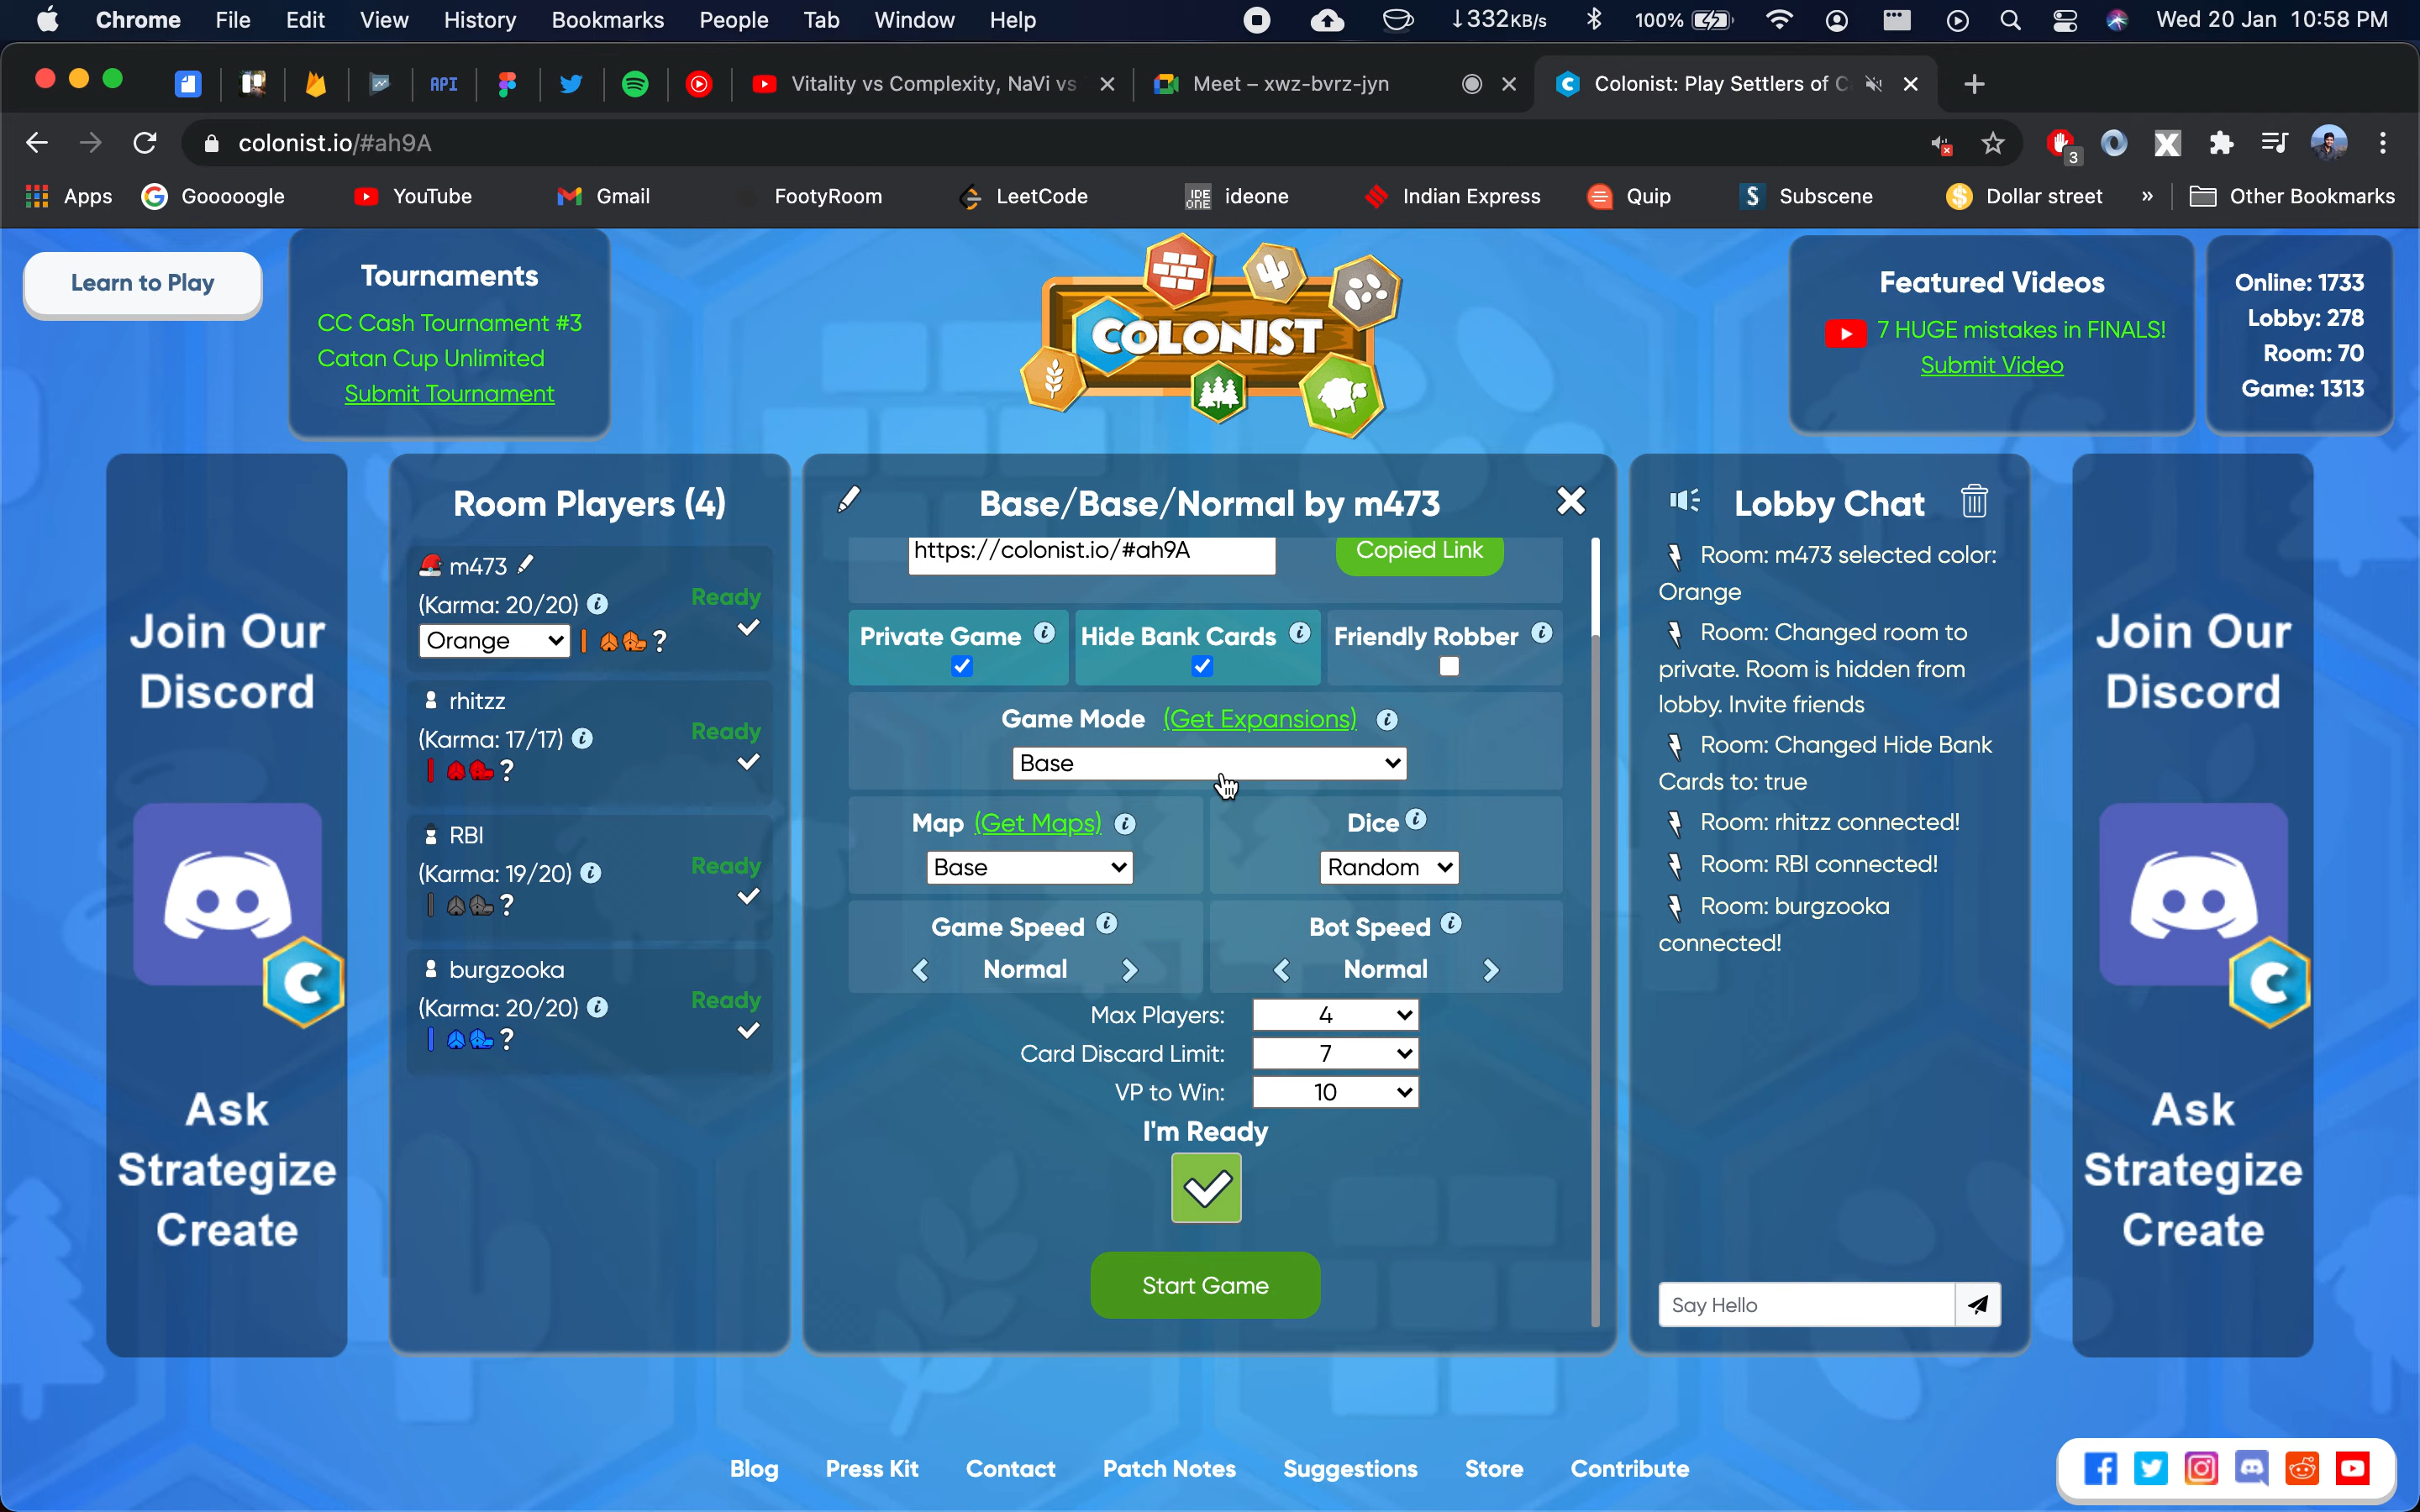 Chrome File Edit View History Bookmarks People Tab Window Help ↓332KB/s 100% Wed 20 Jan 10:58 PM
API Vitality vs Complexity, NaVi vs Meet – xwz-bvrz-jyn Colonist: Play Settlers of C
colonist.io/#ah9A 3
Apps Gooooogle YouTube Gmail FootyRoom LeetCode IDE ONE ideone Indian Express Quip S Subscene Dollar street » Other Bookmarks
Learn to Play
Tournaments
CC Cash Tournament #3
Catan Cup Unlimited
Submit Tournament
COLONIST
Featured Videos
7 HUGE mistakes in FINALS!
Submit Video
Online: 1733
Lobby: 278
Room: 70
Game: 1313
Join Our
Discord
Ask
Strategize
Create
Room Players (4)
m473
(Karma: 20/20)
Ready
Orange ?
rhitzz
(Karma: 17/17)
Ready
?
RBI
(Karma: 19/20)
Ready
?
burgzooka
(Karma: 20/20)
Ready
?
Base/Base/Normal by m473
https://colonist.io/#ah9A Copied Link
Private Game Hide Bank Cards Friendly Robber
Game Mode (Get Expansions)
Base
Map (Get Maps) Dice
Base Random
Game Speed Bot Speed
Normal Normal
Max Players: 4
Card Discard Limit: 7
VP to Win: 10
I'm Ready
Start Game
Lobby Chat
Room: m473 selected color:
Orange
Room: Changed room to
private. Room is hidden from
lobby. Invite friends
Room: Changed Hide Bank
Cards to: true
Room: rhitzz connected!
Room: RBI connected!
Room: burgzooka
connected!
Say Hello
Join Our
Discord
Ask
Strategize
Create
Blog Press Kit Contact Patch Notes Suggestions Store Contribute